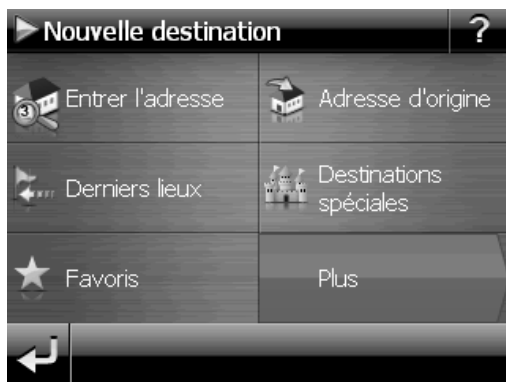 Nouvelle destination ?
Entrer l'adresse
Adresse d'origine
Derniers lieux
Destinations
spéciales
Favoris
Plus